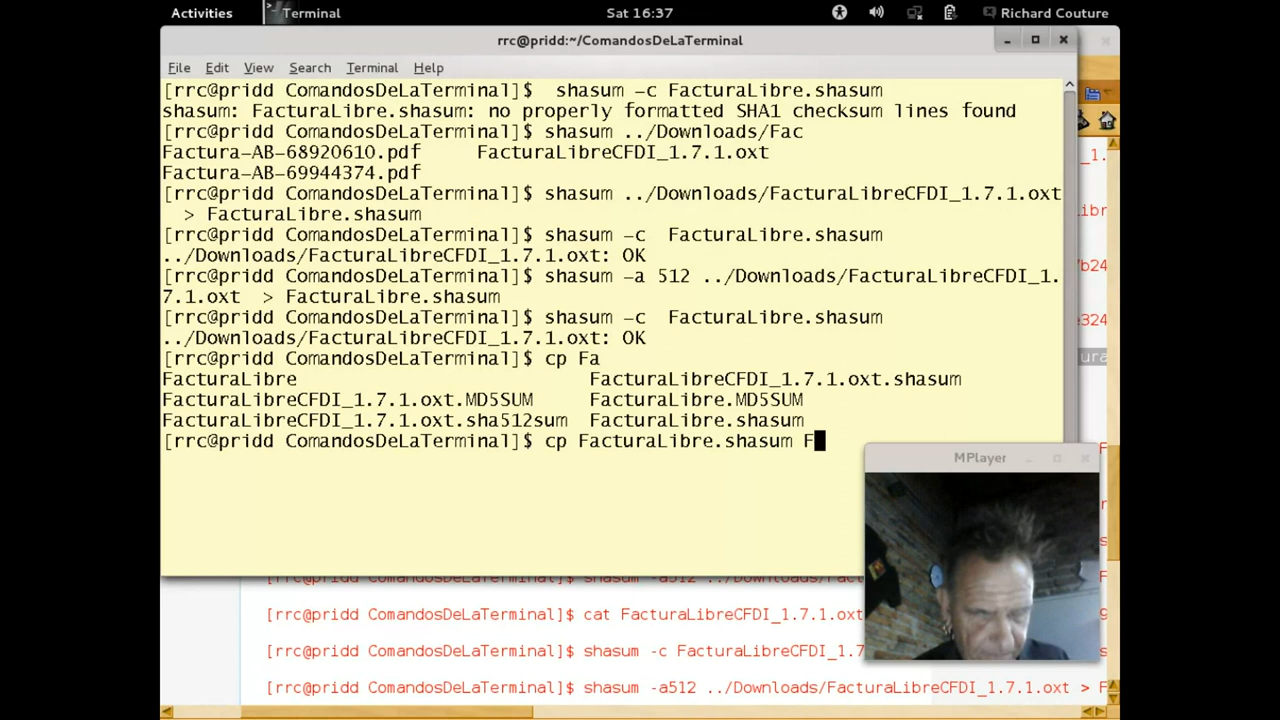 Activities Terminal Sat 16:37 Richard Couture
rrc@pridd:~/ComandosDeLaTerminal
File Edit View Search Terminal Help
[rrc@pridd ComandosDeLaTerminal]$  shasum -c FacturaLibre.shasum
shasum: FacturaLibre.shasum: no properly formatted SHA1 checksum lines found
[rrc@pridd ComandosDeLaTerminal]$ shasum ../Downloads/Fac
Factura-AB-68920610.pdf     FacturaLibreCFDI_1.7.1.oxt
Factura-AB-69944374.pdf
[rrc@pridd ComandosDeLaTerminal]$ shasum ../Downloads/FacturaLibreCFDI_1.7.1.oxt
> FacturaLibre.shasum
[rrc@pridd ComandosDeLaTerminal]$ shasum -c  FacturaLibre.shasum
../Downloads/FacturaLibreCFDI_1.7.1.oxt: OK
[rrc@pridd ComandosDeLaTerminal]$ shasum -a 512 ../Downloads/FacturaLibreCFDI_1.
7.1.oxt  > FacturaLibre.shasum
[rrc@pridd ComandosDeLaTerminal]$ shasum -c  FacturaLibre.shasum
../Downloads/FacturaLibreCFDI_1.7.1.oxt: OK
[rrc@pridd ComandosDeLaTerminal]$ cp Fa
FacturaLibre FacturaLibreCFDI_1.7.1.oxt.shasum
FacturaLibreCFDI_1.7.1.oxt.MD5SUM FacturaLibre.MD5SUM
FacturaLibreCFDI_1.7.1.oxt.sha512sum FacturaLibre.shasum
[rrc@pridd ComandosDeLaTerminal]$ cp FacturaLibre.shasum F
MPlayer
[rrc@pridd ComandosDeLaTerminal]$ shasum -a512 ../Downloads/
[rrc@pridd ComandosDeLaTerminal]$ cat FacturaLibreCFDI_1.7.1.oxt
[rrc@pridd ComandosDeLaTerminal]$ shasum -c FacturaLibreCFDI_1.7
[rrc@pridd ComandosDeLaTerminal]$ shasum -a512 ../Downloads/FacturaLibreCFDI_1.7.1.oxt > F